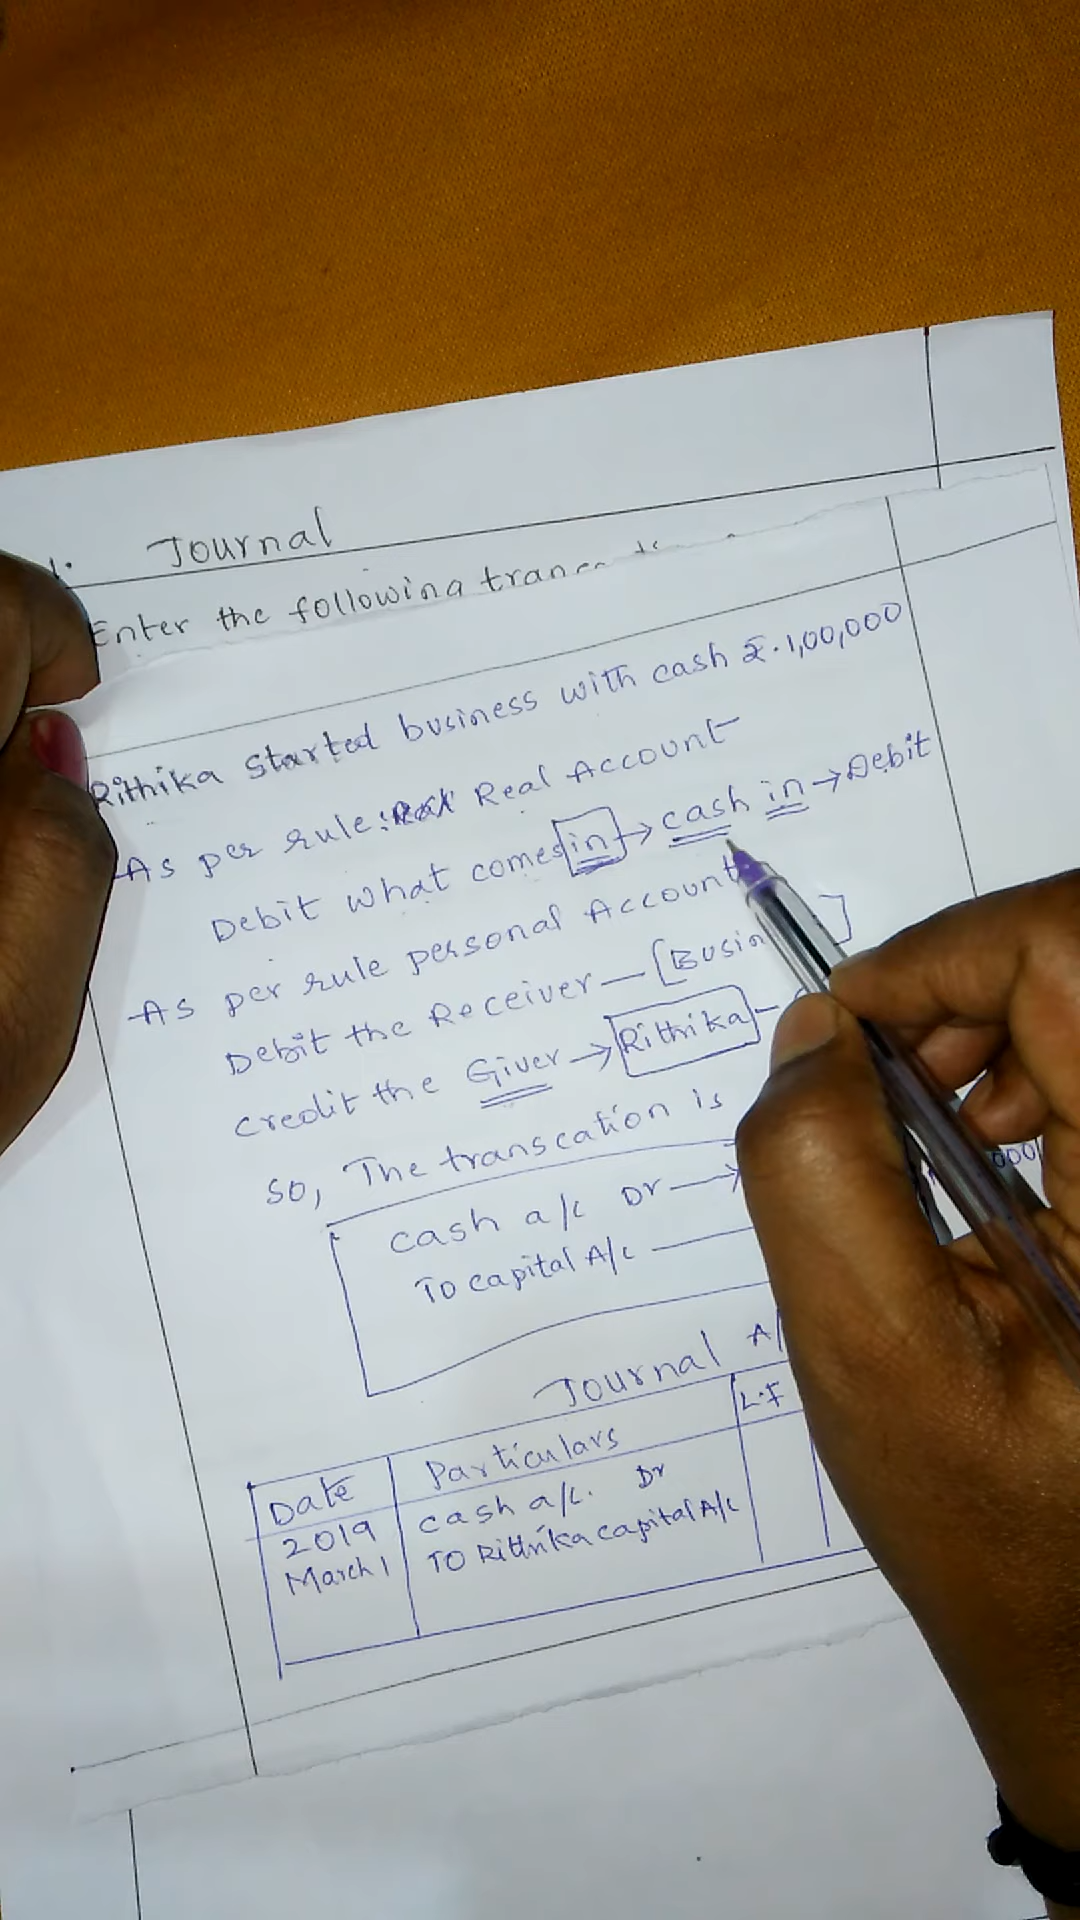 1. Journal
Enter the following
Rithika started business with cash ₹.1,00,000
As per rule: Real Account
Debit what comes in → cash in → Debit
As per rule personal Account
Debit the Receiver — [Busin ]
credit the Giver → Rithika —
so, The transcation is
cash a/c Dr →
To capital A/c —
Journal
Date Particulars L.F
2019 cash a/c. Dr
March 1 To Rithika capital A/c